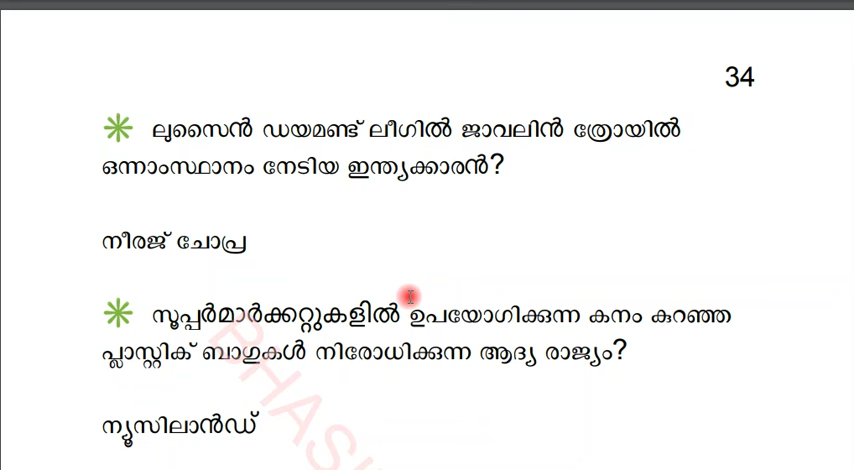 34
✳ ലുസൈൻ ഡയമണ്ട് ലീഗിൽ ജാവലിൻ ത്രോയിൽ
ഒന്നാംസ്ഥാനം നേടിയ ഇന്ത്യക്കാരൻ?
നീരജ് ചോപ്ര
✳ സൂപ്പർമാർക്കറ്റുകളിൽ ഉപയോഗിക്കുന്ന കനം കുറഞ്ഞ
പ്ലാസ്റ്റിക് ബാഗുകൾ നിരോധിക്കുന്ന ആദ്യ രാജ്യം?
ന്യൂസിലാൻഡ്